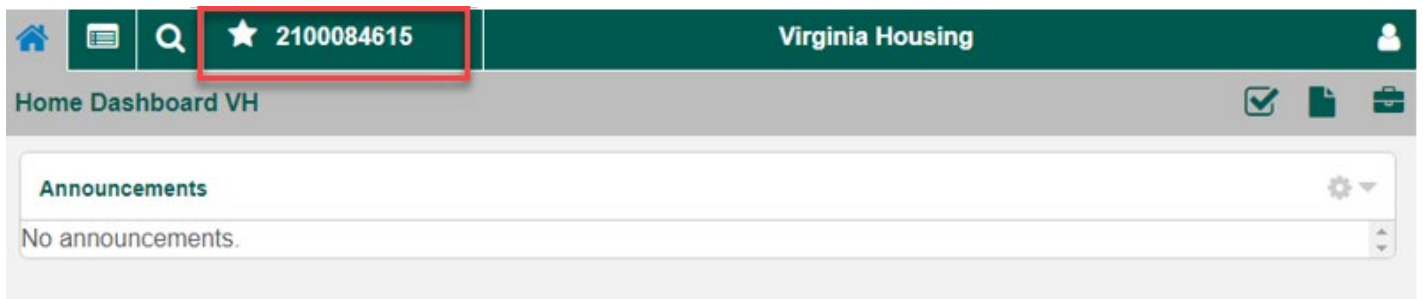 2100084615 Virginia Housing
Home Dashboard VH
Announcements
No announcements.